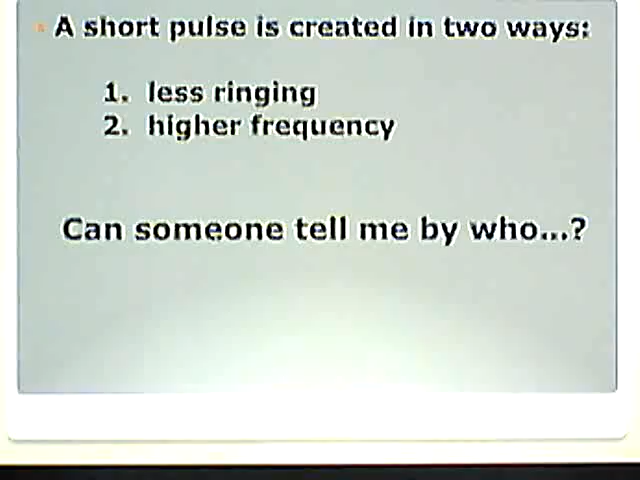 A short pulse is created in two ways:
1. less ringing
2. higher frequency
Can someone tell me by who...?